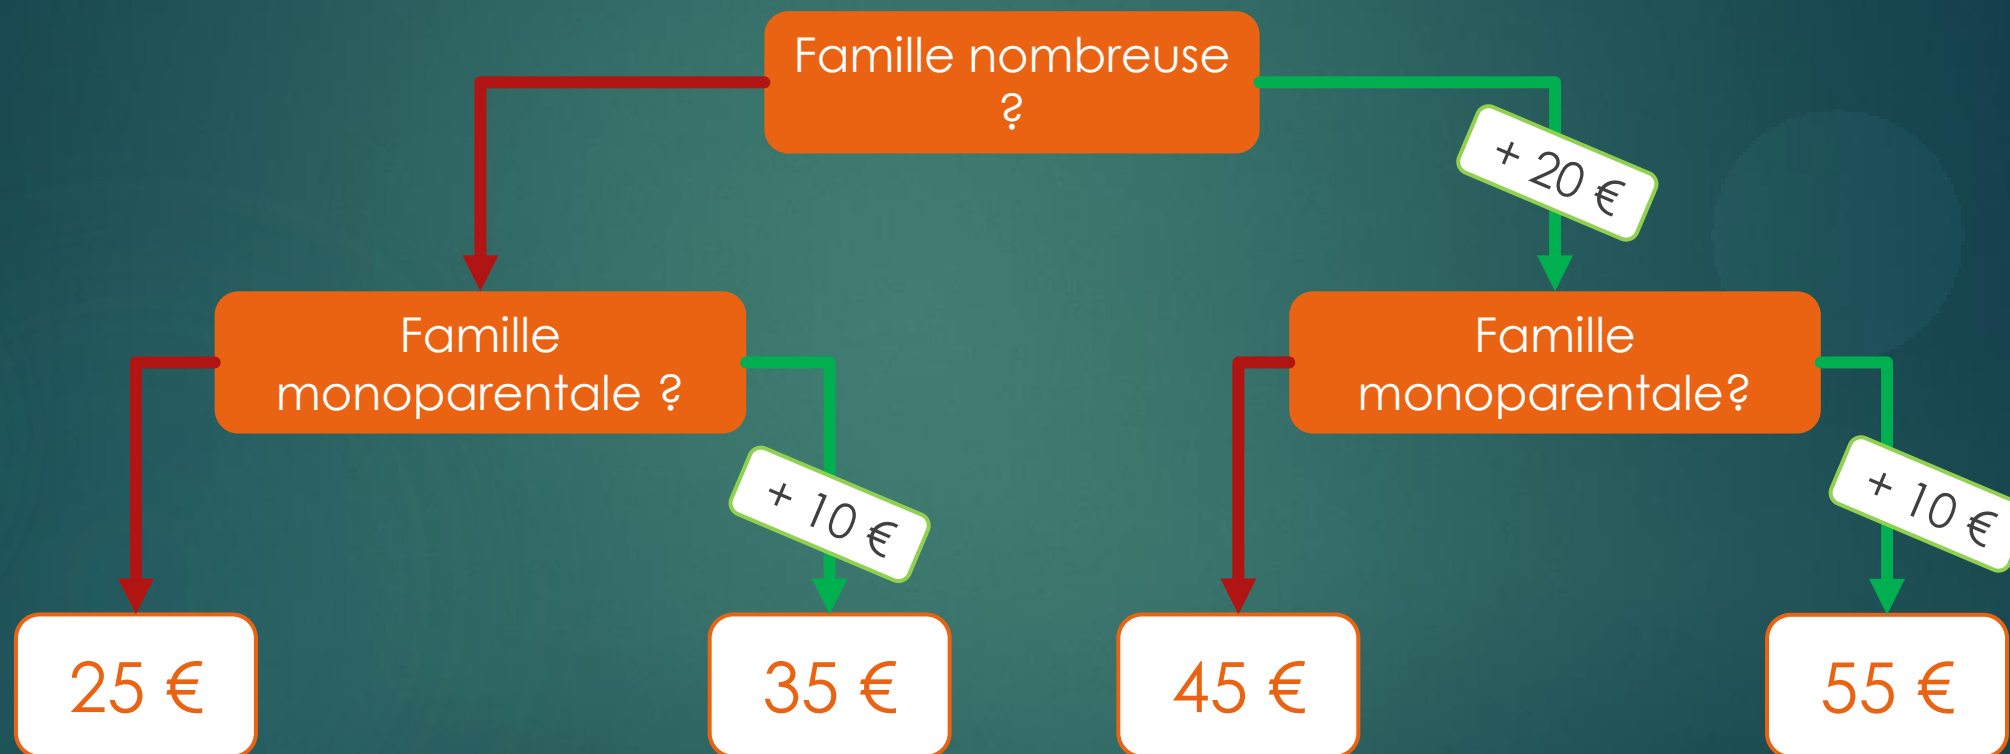 Famille nombreuse
?
+ 20 €
Famille
monoparentale ?
Famille
monoparentale?
+ 10 €
+ 10 €
25 €
35 €
45 €
55 €